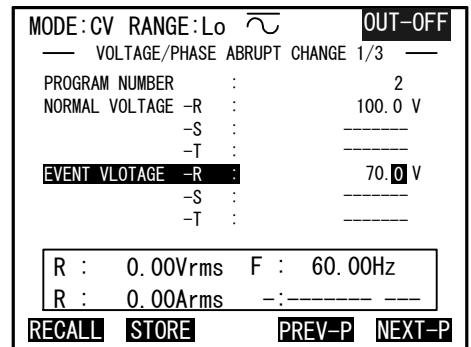 MODE:CV RANGE:Lo OUT-OFF
VOLTAGE/PHASE ABRUPT CHANGE 1/3
PROGRAM NUMBER : 2
NORMAL VOLTAGE -R : 100.0 V
-S : -------
-T : -------
EVENT VLOTAGE -R : 70.0 V
-S : -------
-T : -------
R : 0.00Vrms F : 60.00Hz
R : 0.00Arms -:------- ---
RECALL STORE PREV-P NEXT-P